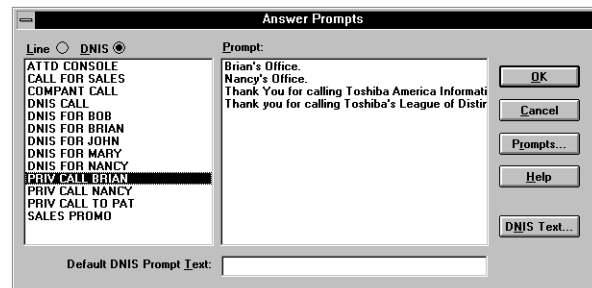 Answer Prompts
Line DNIS
Prompt:
ATTD CONSOLE
CALL FOR SALES
COMPANT CALL
DNIS CALL
DNIS FOR BOB
DNIS FOR BRIAN
DNIS FOR JOHN
DNIS FOR MARY
DNIS FOR NANCY
PRIV CALL BRIAN
PRIV CALL NANCY
PRIV CALL TO PAT
SALES PROMO
Brian's Office.
Nancy's Office.
Thank You for calling Toshiba America Informati
Thank you for calling Toshiba's League of Distir
OK
Cancel
Prompts...
Help
DNIS Text...
Default DNIS Prompt Text: